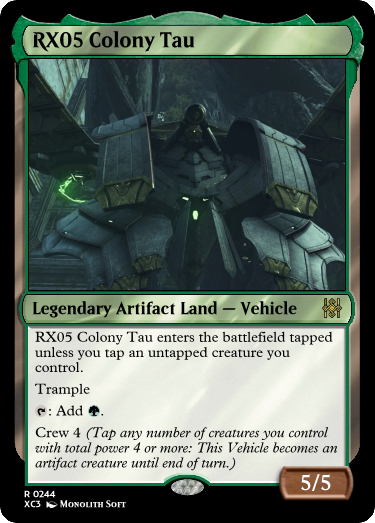 RX05 Colony Tau
Legendary Artifact Land — Vehicle
RX05 Colony Tau enters the battlefield tapped
unless you tap an untapped creature you
control.
Trample
: Add .
Crew 4 (Tap any number of creatures you control
with total power 4 or more: This Vehicle becomes an
artifact creature until end of turn.)
5/5
R 0244
XC3 Monolith Soft